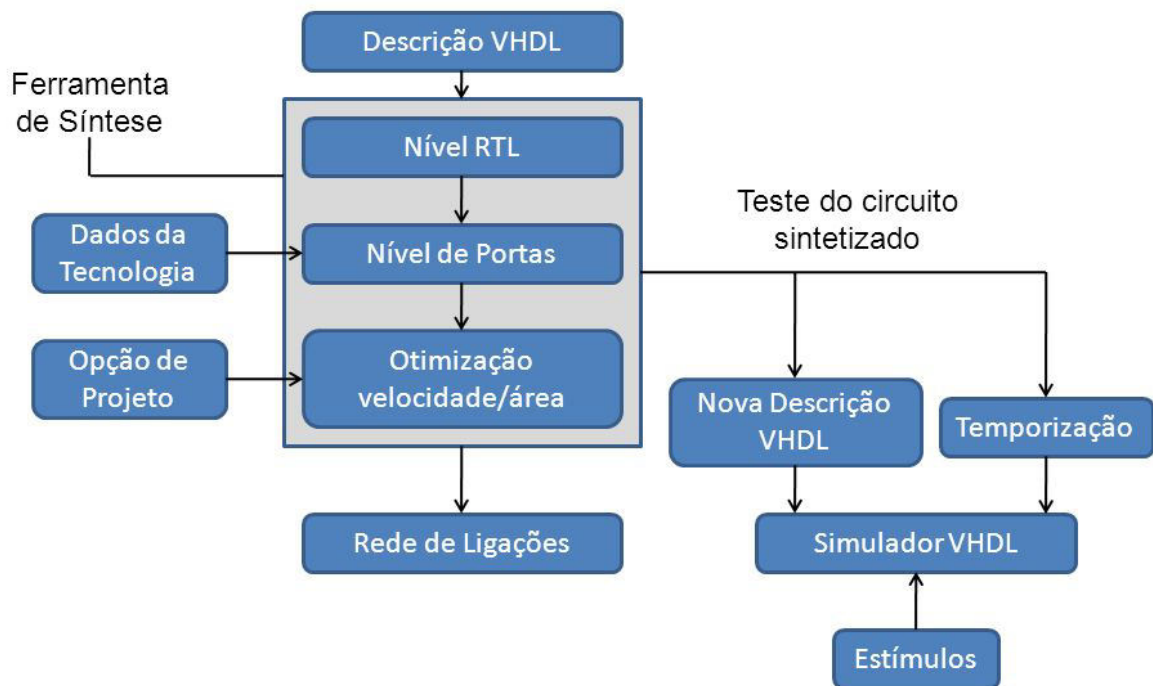 Descrição VHDL
Ferramenta
de Síntese
Nível RTL
Dados da
Tecnologia
Nível de Portas
Teste do circuito
sintetizado
Opção de
Projeto
Otimização
velocidade/área
Nova Descrição
VHDL
Temporização
Rede de Ligações
Simulador VHDL
Estímulos